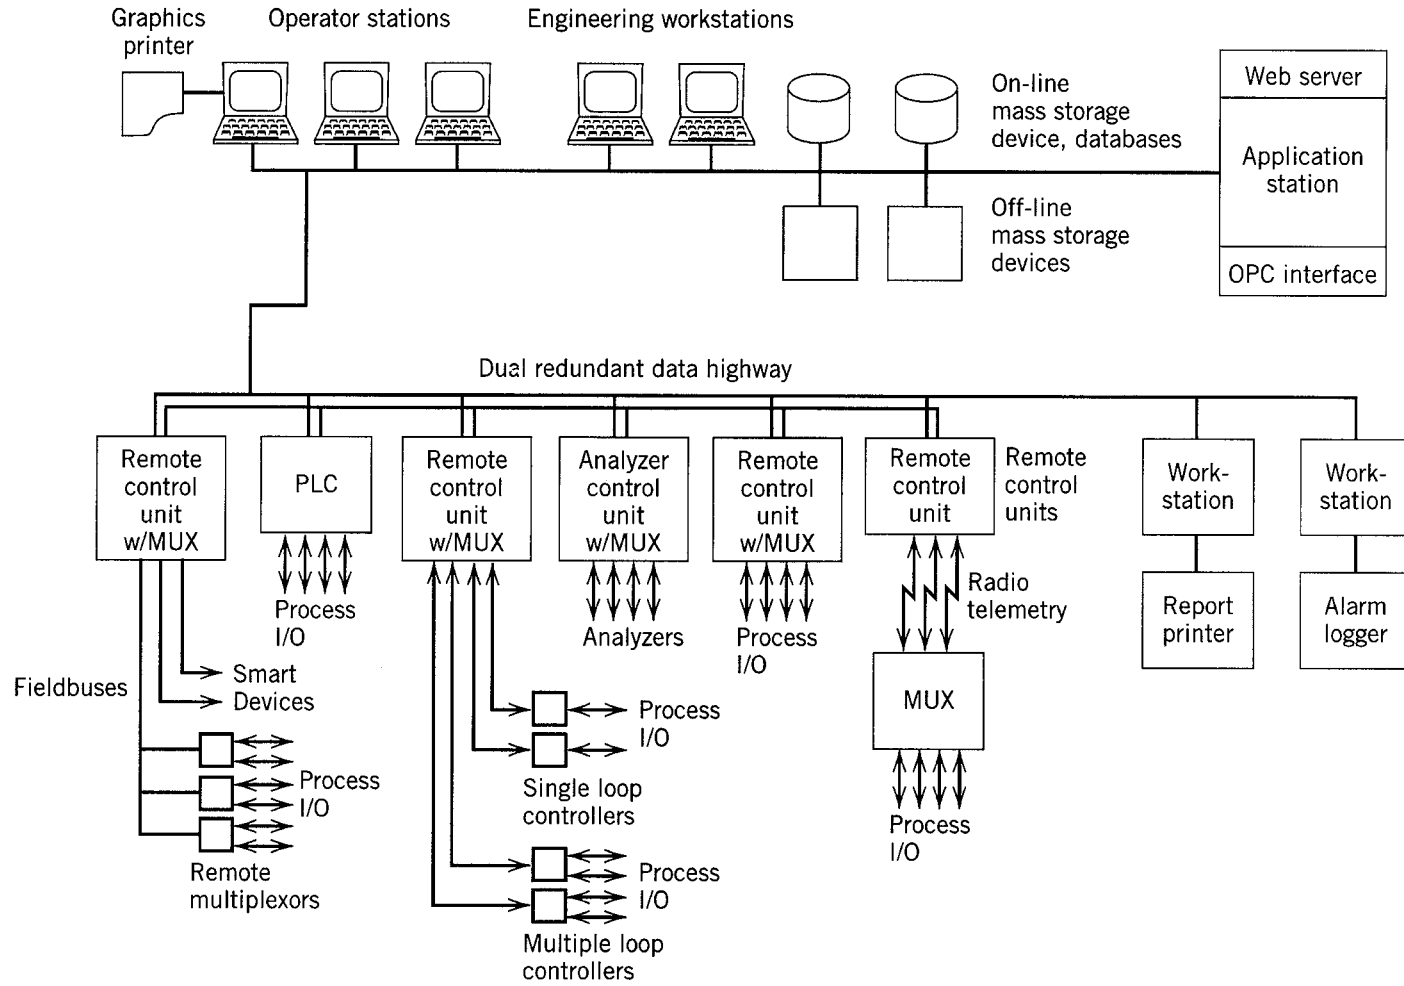 Graphics
printer
Operator stations
Engineering workstations
On-line
mass storage
device, databases
Off-line
mass storage
devices
Web server
Application
station
OPC interface
Dual redundant data highway
Remote
control
unit
w/MUX
PLC
Remote
control
unit
w/MUX
Analyzer
control
unit
w/MUX
Remote
control
unit
w/MUX
Remote
control
unit
Remote
control
units
Work-
station
Work-
station
Process
I/O
Analyzers
Process
I/O
Radio
telemetry
Report
printer
Alarm
logger
Fieldbuses
Smart
Devices
Process
I/O
Remote
multiplexors
Process
I/O
Single loop
controllers
Process
I/O
Multiple loop
controllers
MUX
Process
I/O